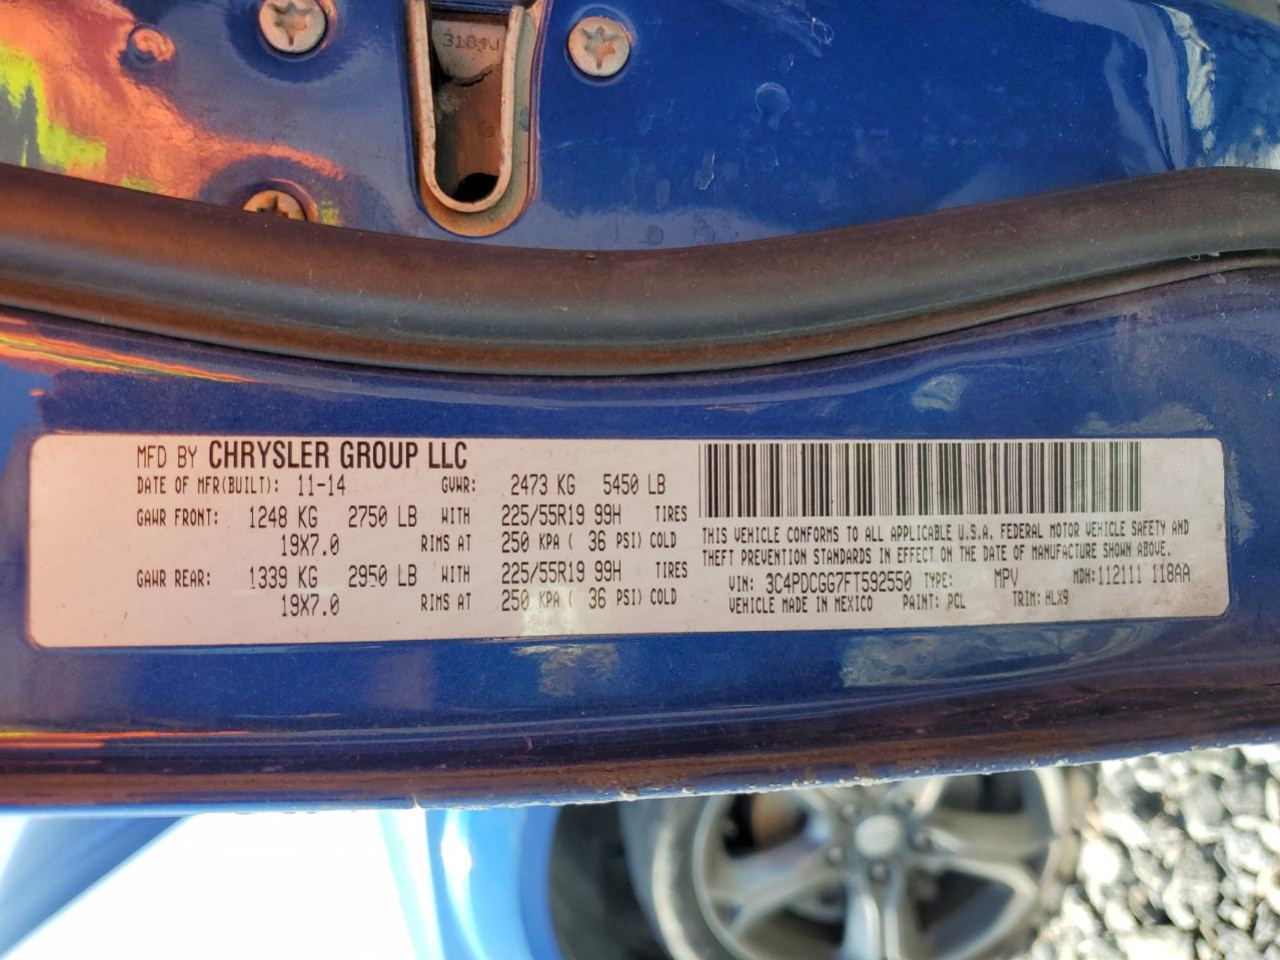 3184J
MFD BY CHRYSLER GROUP LLC
DATE OF MFR(BUILT): 11-14 GVWR: 2473 KG 5450 LB
GAWR FRONT: 1248 KG 2750 LB WITH 225/55R19 99H TIRES
19X7.0 RIMS AT 250 KPA ( 36 PSI) COLD
GAWR REAR: 1339 KG 2950 LB WITH 225/55R19 99H TIRES
19X7.0 RIMS AT 250 KPA ( 36 PSI) COLD
THIS VEHICLE CONFORMS TO ALL APPLICABLE U.S.A. FEDERAL MOTOR VEHICLE SAFETY AND
THEFT PREVENTION STANDARDS IN EFFECT ON THE DATE OF MANUFACTURE SHOWN ABOVE.
VIN: 3C4PDCGG7FT592550 TYPE: MPV MDH:112111 118AA
VEHICLE MADE IN MEXICO PAINT: PCL TRIM: HLX9